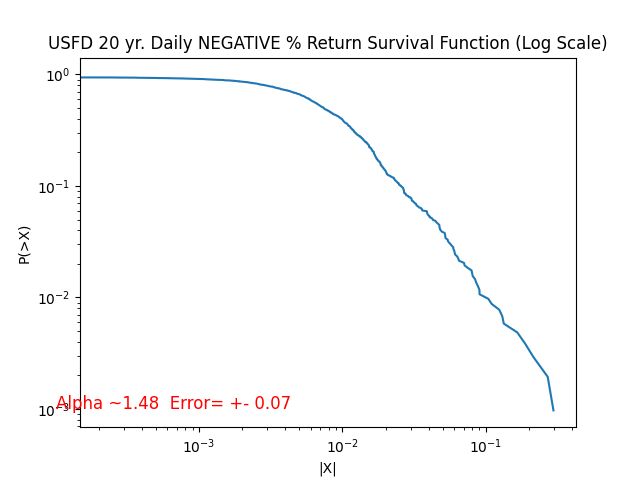 USFD 20 yr. Daily NEGATIVE % Return Survival Function (Log Scale)
10⁰
10⁻¹
10⁻²
10⁻³
P(>X)
Alpha ~1.48  Error= +- 0.07
10⁻³
10⁻²
10⁻¹
|X|